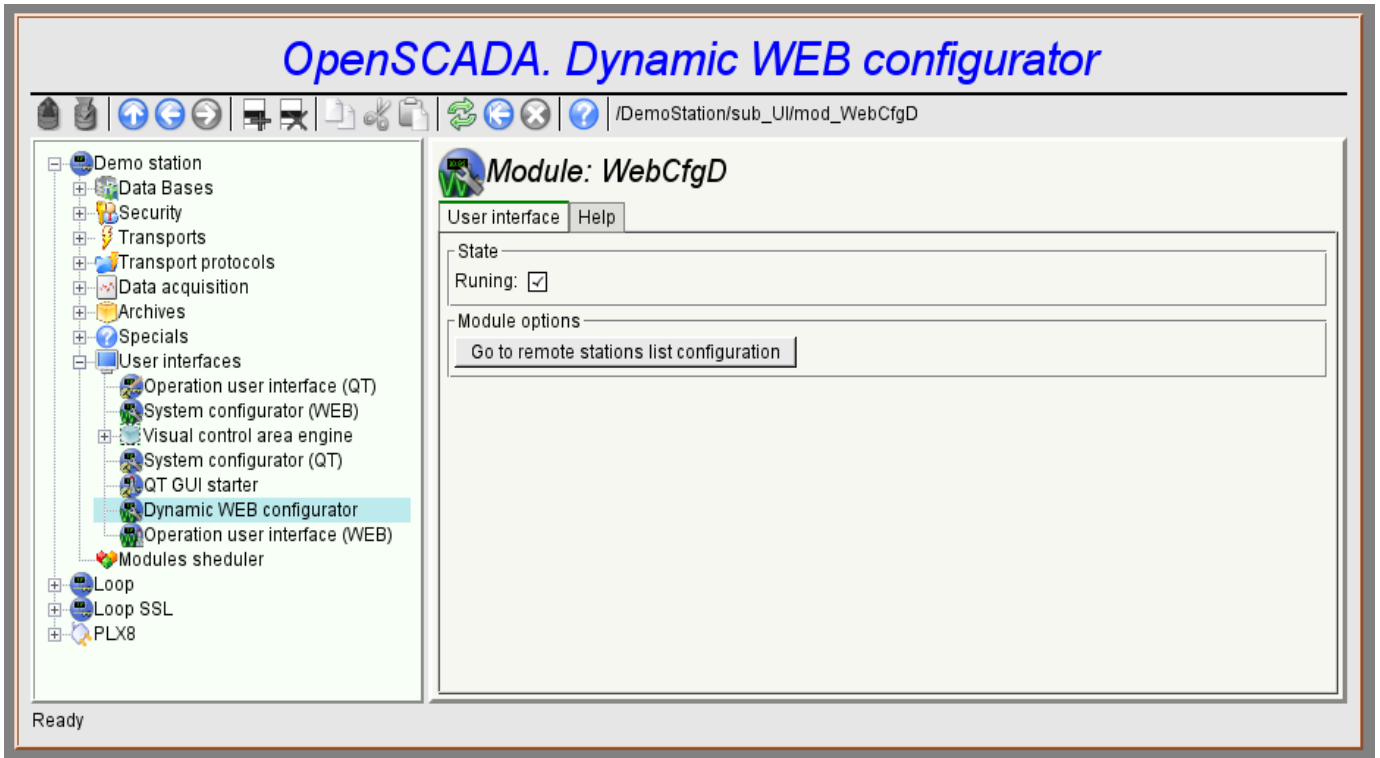 OpenSCADA. Dynamic WEB configurator
/DemoStation/sub_UI/mod_WebCfgD
Demo station
Data Bases
Security
Transports
Transport protocols
Data acquisition
Archives
Specials
User interfaces
Operation user interface (QT)
System configurator (WEB)
Visual control area engine
System configurator (QT)
QT GUI starter
Dynamic WEB configurator
Operation user interface (WEB)
Modules sheduler
Loop
Loop SSL
PLX8
Module: WebCfgD
User interface Help
State
Runing:
Module options
Go to remote stations list configuration
Ready